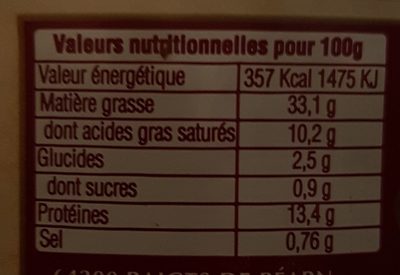 Valeurs nutritionnelles pour 100g
Valeur énergétique 357 Kcal 1475 KJ
Matière grasse 33,1 g
dont acides gras saturés 10,2 g
Glucides 2,5 g
dont sucres 0,9 g
Protéines 13,4 g
Sel 0,76 g